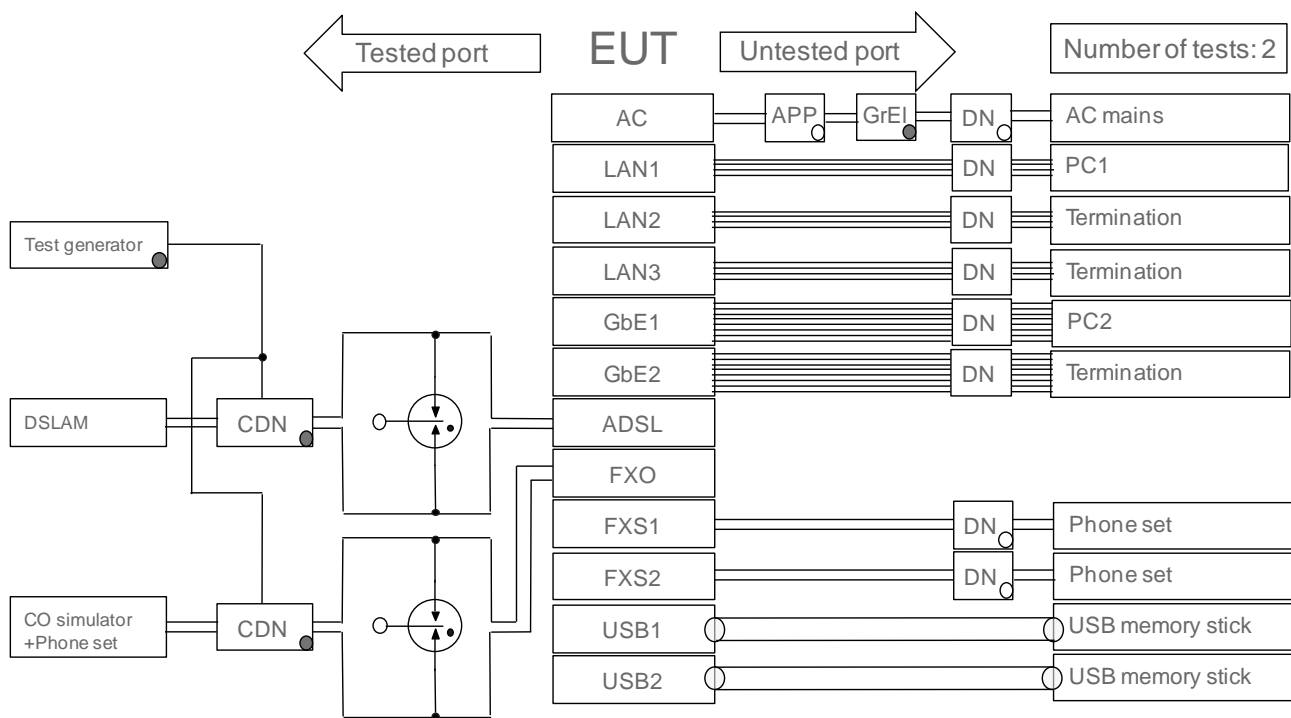 Tested port
EUT
Untested port
Number of tests: 2
AC
APP
GrEI
DN
AC mains
LAN1
DN
PC1
LAN2
DN
Termination
Test generator
LAN3
DN
Termination
GbE1
DN
PC2
GbE2
DN
Termination
DSLAM
CDN
ADSL
FXO
FXS1
DN
Phone set
FXS2
DN
Phone set
CO simulator
+Phone set
CDN
USB1
USB memory stick
USB2
USB memory stick